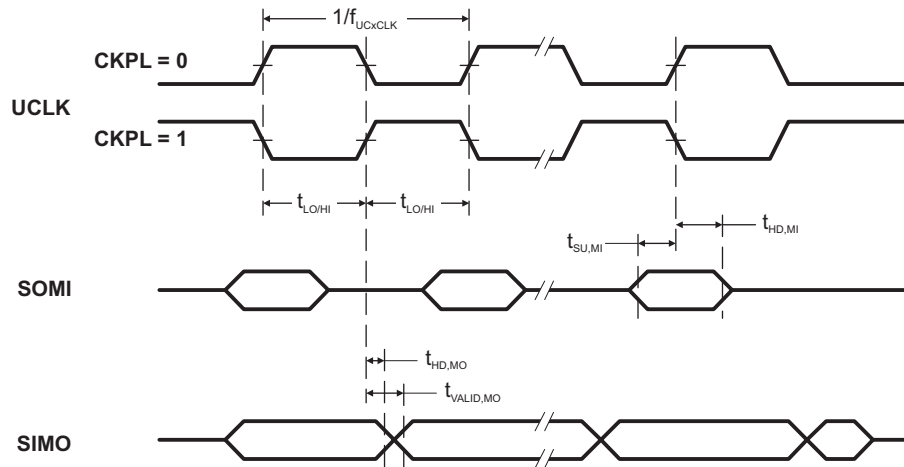 1/fUCxCLK
CKPL = 0
UCLK
CKPL = 1
tLO/HI tLO/HI
tSU,MI tHD,MI
SOMI
tHD,MO
tVALID,MO
SIMO